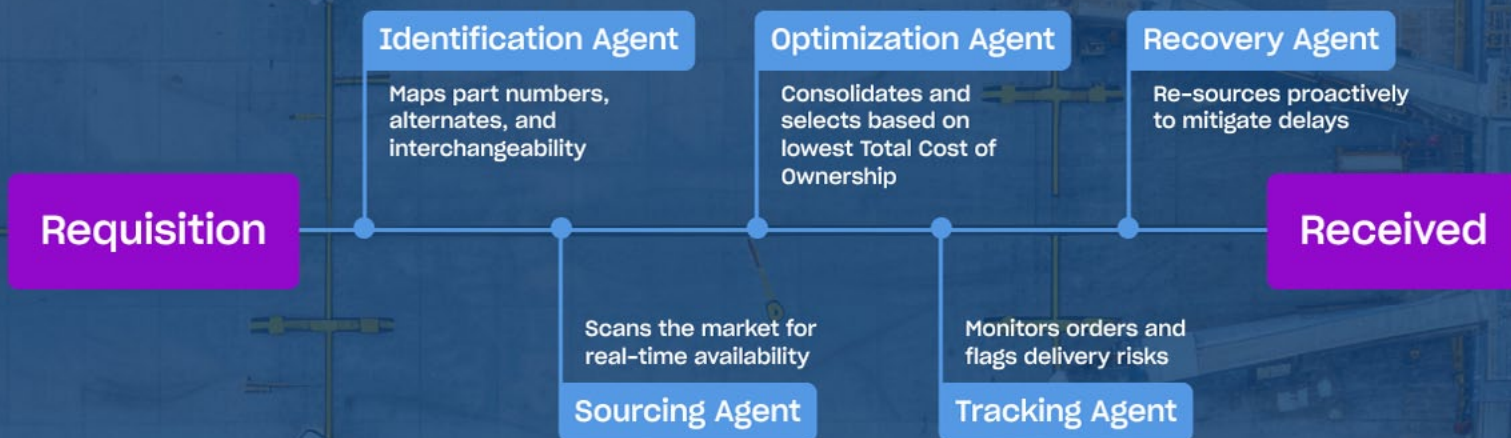 Identification Agent
Maps part numbers,
alternates, and
interchangeability
Optimization Agent
Consolidates and
selects based on
lowest Total Cost of
Ownership
Recovery Agent
Re-sources proactively
to mitigate delays
Requisition
Received
Scans the market for
real-time availability
Sourcing Agent
Monitors orders and
flags delivery risks
Tracking Agent